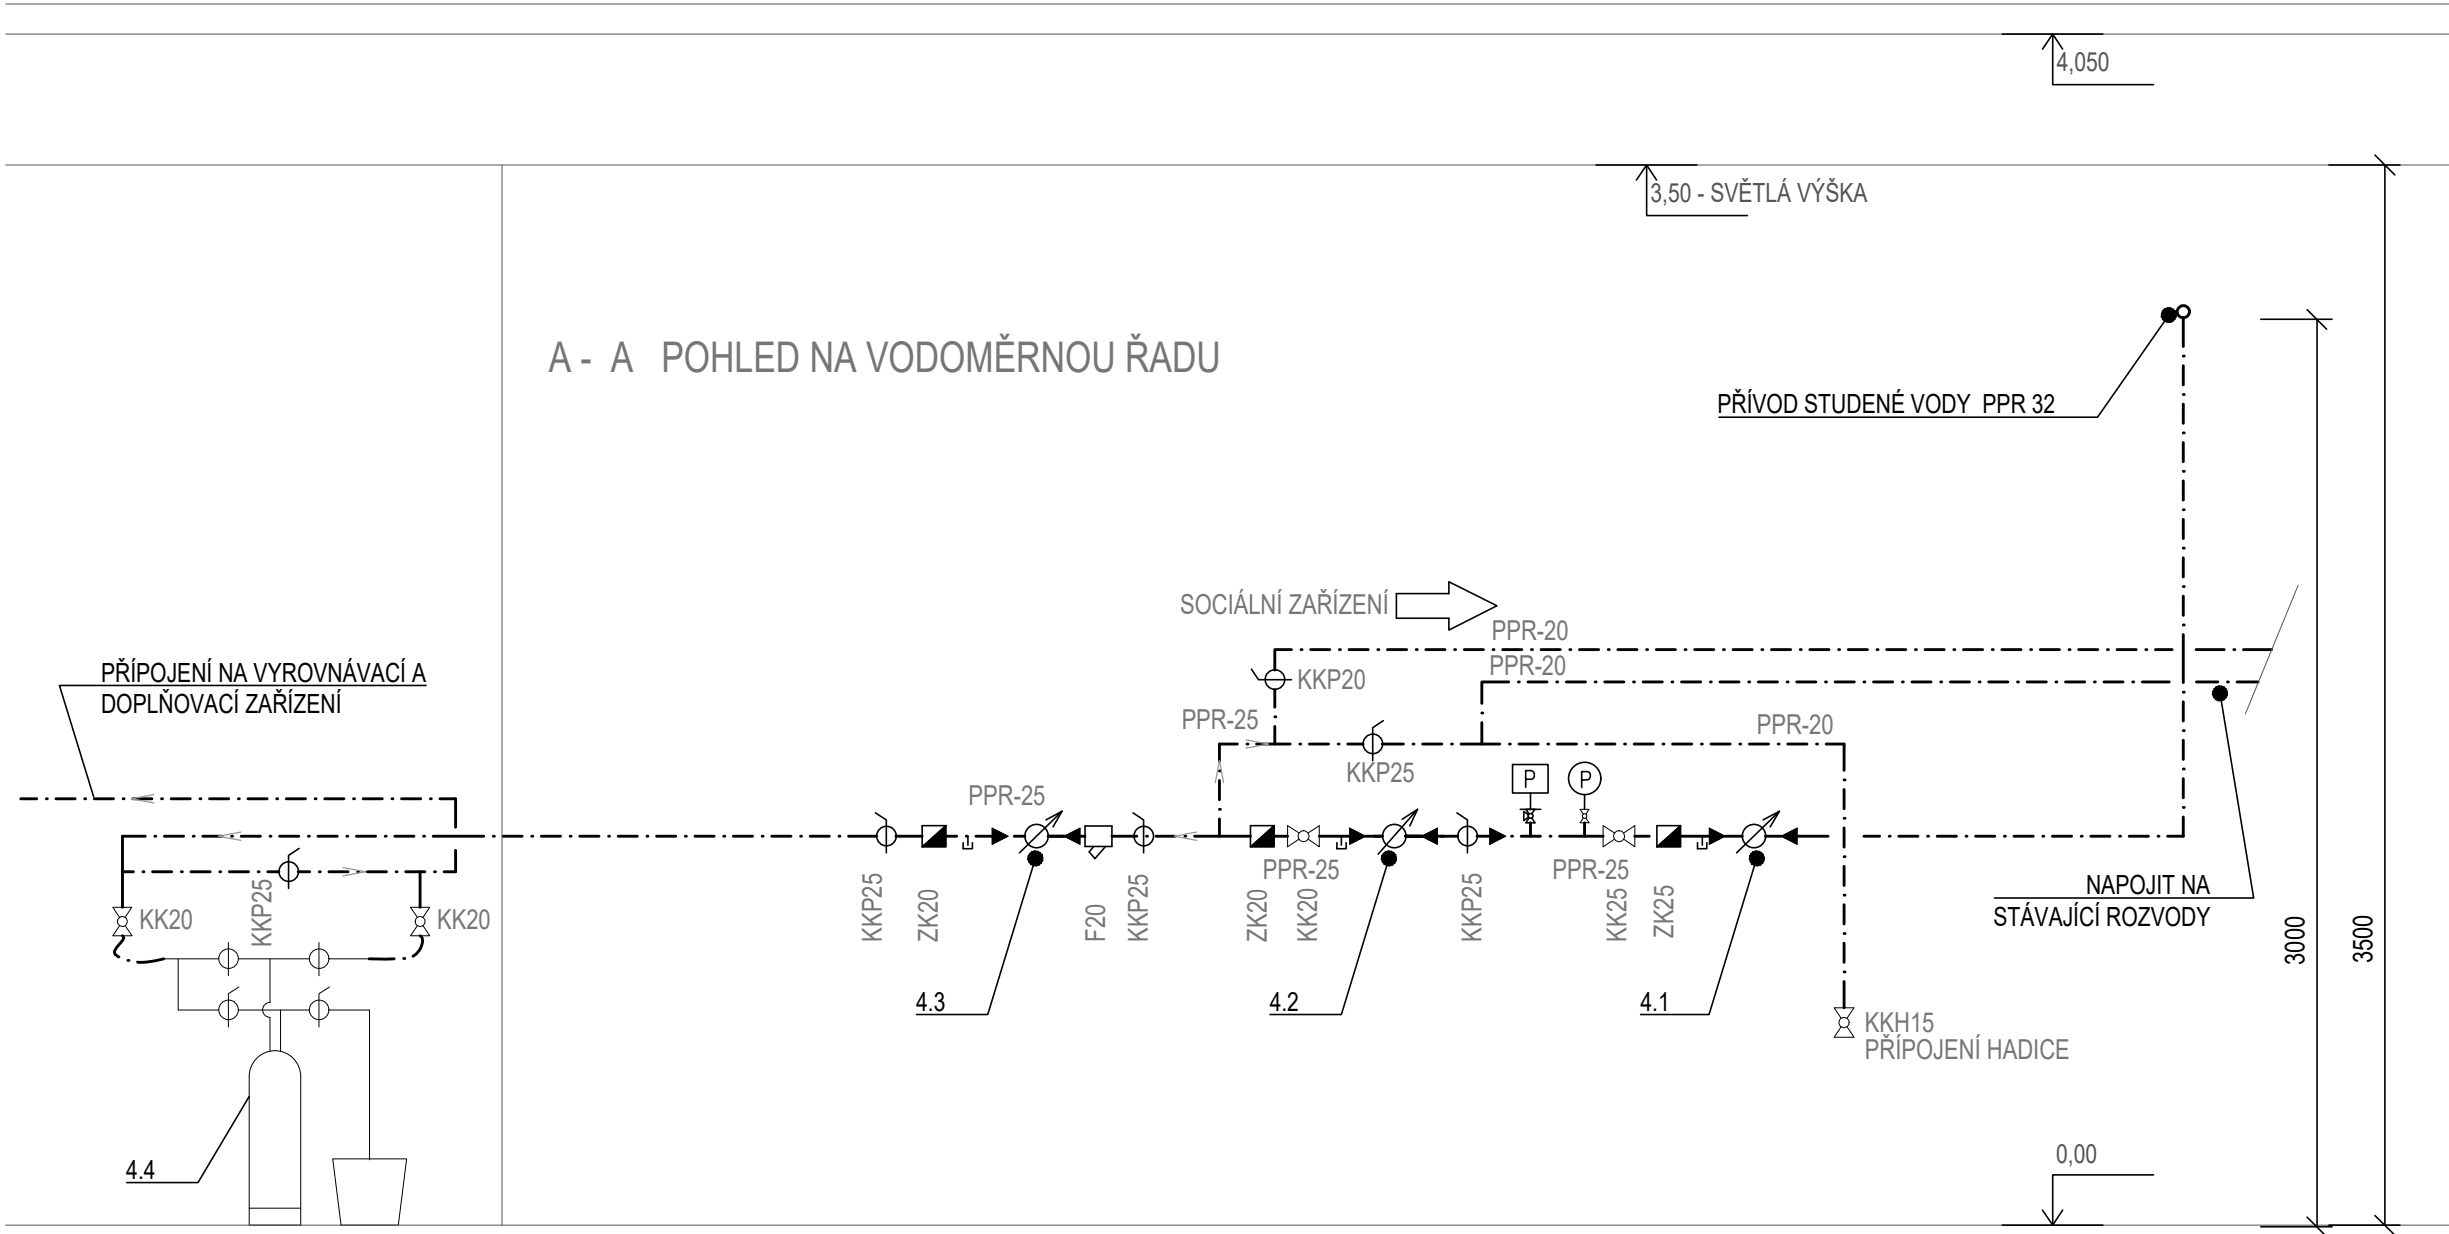 4,050
3,50 - SVĚTLÁ VÝŠKA
A - A POHLED NA VODOMĚRNOU ŘADU
PŘÍVOD STUDENÉ VODY PPR 32
SOCIÁLNÍ ZAŘÍZENÍ
PPR-20
PPR-20
KKP20
PPR-25
PPR-20
KKP25
PŘÍPOJENÍ NA VYROVNÁVACÍ A
DOPLŇOVACÍ ZAŘÍZENÍ
P
P
PPR-25
PPR-25
PPR-25
KK20
KKP25
KK20
KKP25
ZK20
F20
KKP25
ZK20
KK20
KKP25
KK25
ZK25
NAPOJIT NA
STÁVAJÍCÍ ROZVODY
3000
3500
4.3
4.2
4.1
KKH15
PŘÍPOJENÍ HADICE
4.4
0,00